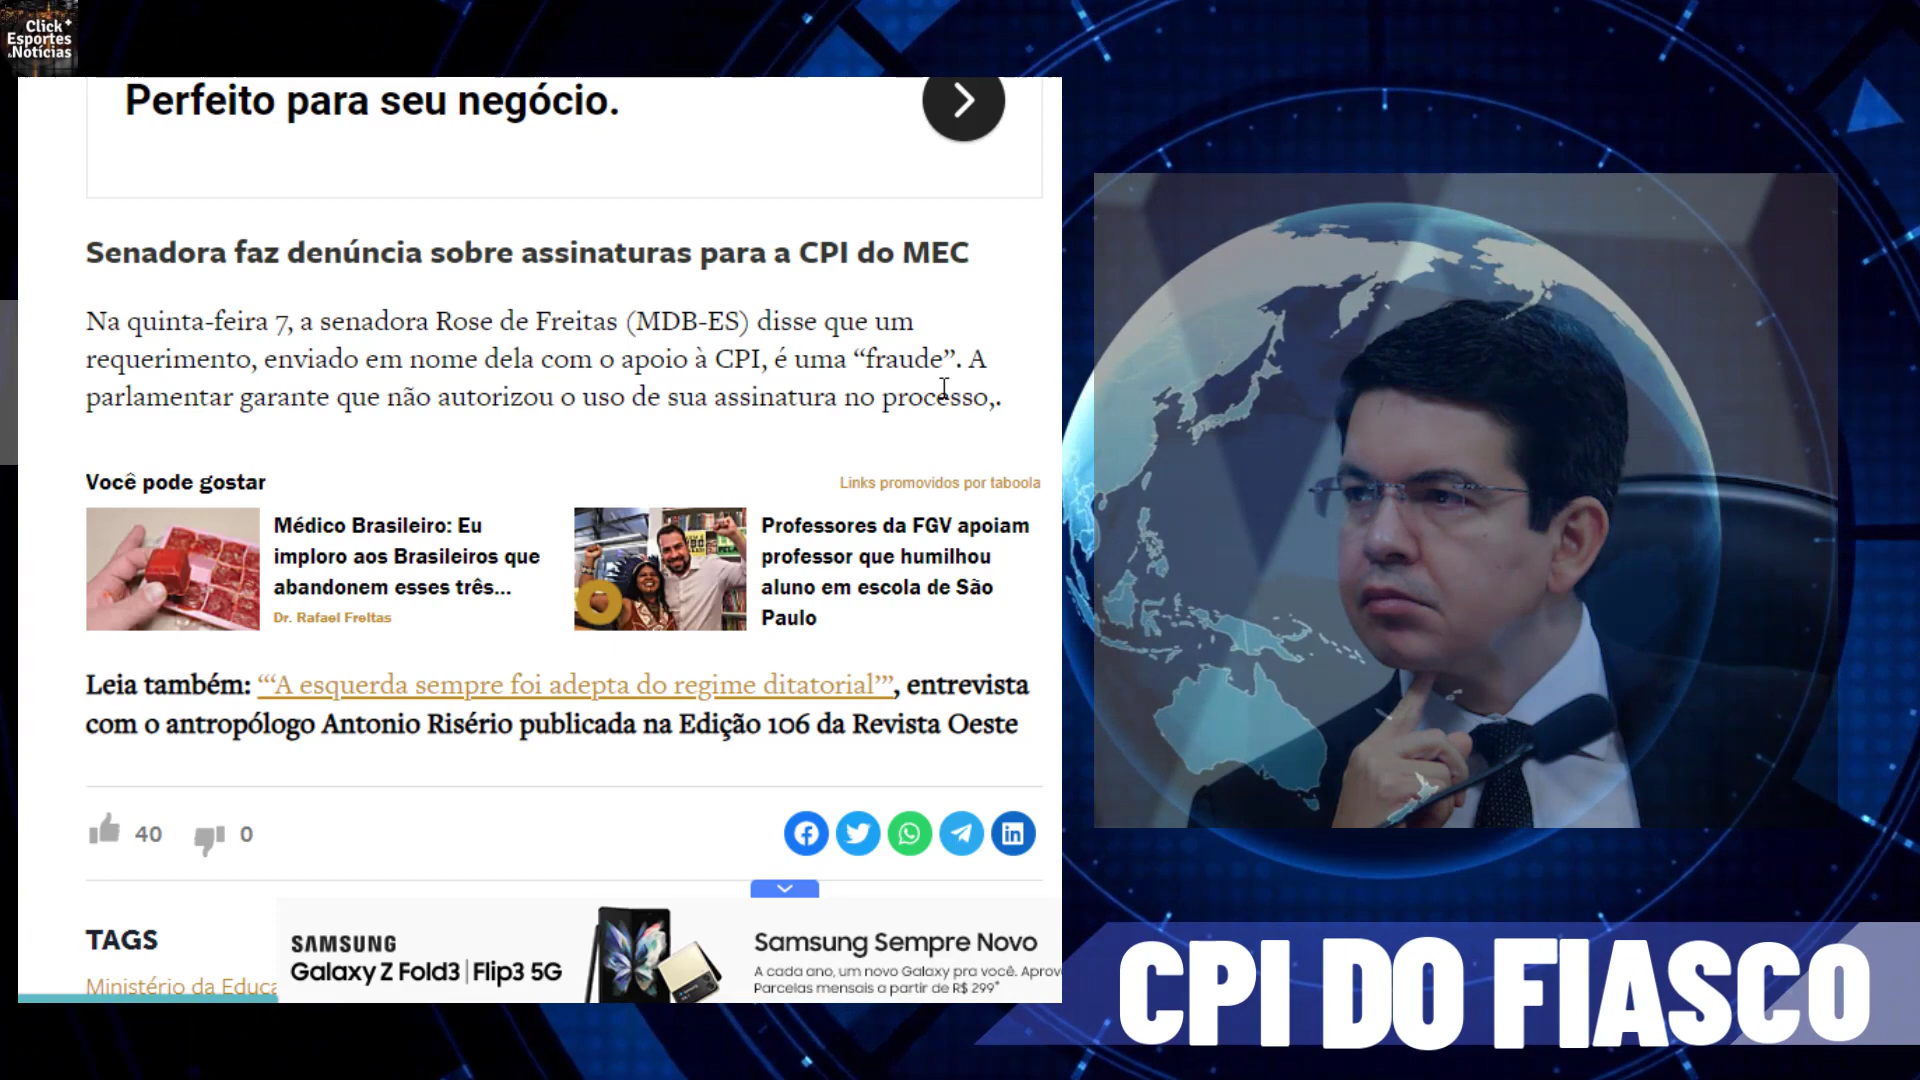 Click+
Esportes
&Notícias
Perfeito para seu negócio.
Senadora faz denúncia sobre assinaturas para a CPI do MEC
Na quinta-feira 7, a senadora Rose de Freitas (MDB-ES) disse que um
requerimento, enviado em nome dela com o apoio à CPI, é uma “fraude”. A
parlamentar garante que não autorizou o uso de sua assinatura no processo,.
Você pode gostar
Links promovidos por taboola
Médico Brasileiro: Eu
imploro aos Brasileiros que
abandonem esses três...
Dr. Rafael Freitas
Professores da FGV apoiam
professor que humilhou
aluno em escola de São
Paulo
Leia também: “‘A esquerda sempre foi adepta do regime ditatorial’”, entrevista
com o antropólogo Antonio Risério publicada na Edição 106 da Revista Oeste
40
0
TAGS
Ministério da Educa
SAMSUNG
Galaxy Z Fold3 | Flip3 5G
Samsung Sempre Novo
A cada ano, um novo Galaxy pra você. Aprov
Parcelas mensais a partir de R$ 299*
CPI DO FIASCO